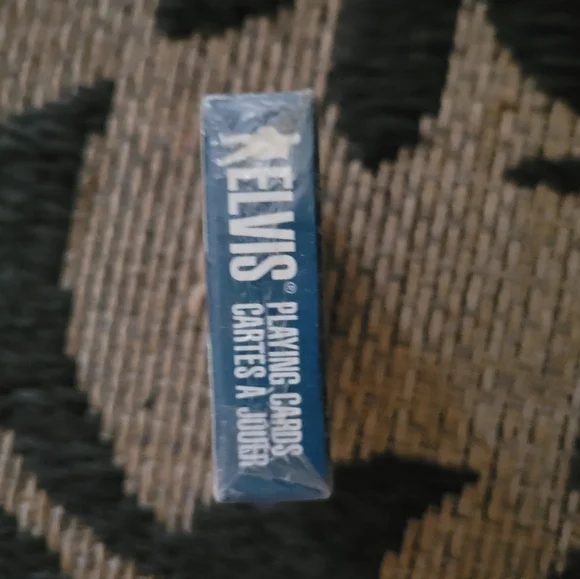 ELVIS®
PLAYING CARDS
CARTES À JOUER